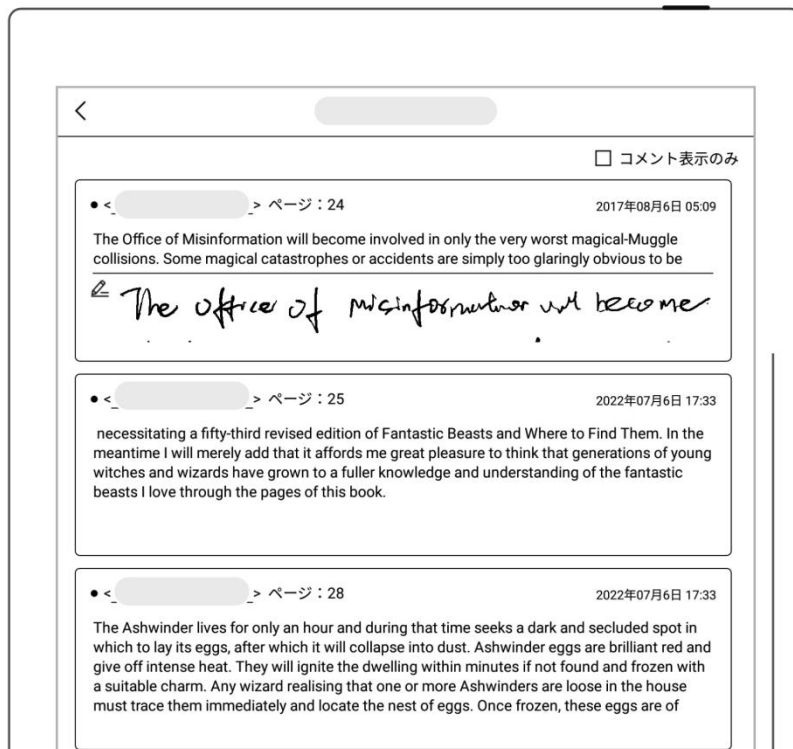 コメント表示のみ
● <_ _> ページ：24 2017年08月6日 05:09
The Office of Misinformation will become involved in only the very worst magical-Muggle
collisions. Some magical catastrophes or accidents are simply too glaringly obvious to be
The office of misinformation will become
● <_ _> ページ：25 2022年07月6日 17:33
necessitating a fifty-third revised edition of Fantastic Beasts and Where to Find Them. In the
meantime I will merely add that it affords me great pleasure to think that generations of young
witches and wizards have grown to a fuller knowledge and understanding of the fantastic
beasts I love through the pages of this book.
● <_ _> ページ：28 2022年07月6日 17:33
The Ashwinder lives for only an hour and during that time seeks a dark and secluded spot in
which to lay its eggs, after which it will collapse into dust. Ashwinder eggs are brilliant red and
give off intense heat. They will ignite the dwelling within minutes if not found and frozen with
a suitable charm. Any wizard realising that one or more Ashwinders are loose in the house
must trace them immediately and locate the nest of eggs. Once frozen, these eggs are of